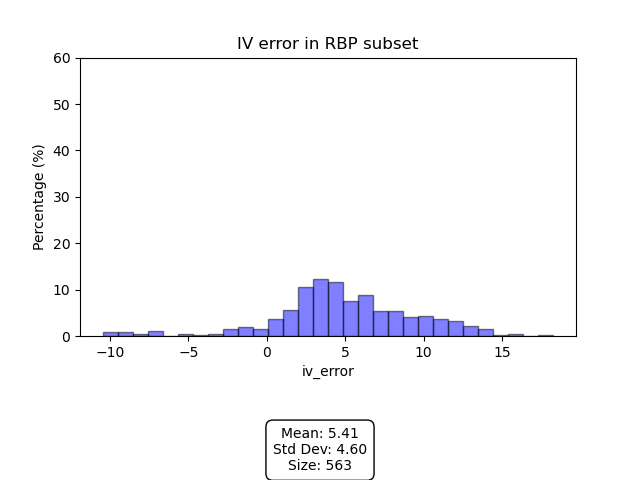 IV error in RBP subset
60
50
40
30
20
10
0
Percentage (%)
−10
−5
0
5
10
15
iv_error
Mean: 5.41
Std Dev: 4.60
Size: 563